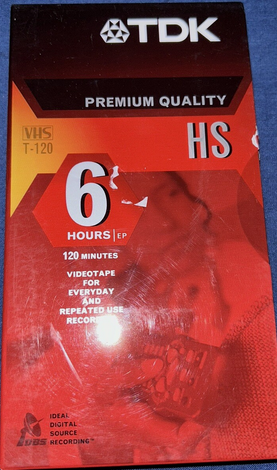 TDK
PREMIUM QUALITY
HS
VHS
T-120
6
HOURS | EP
120 MINUTES
VIDEOTAPE
FOR
EVERYDAY
AND
REPEATED USE
IDEAL
DIGITAL
SOURCE
RECORDING™